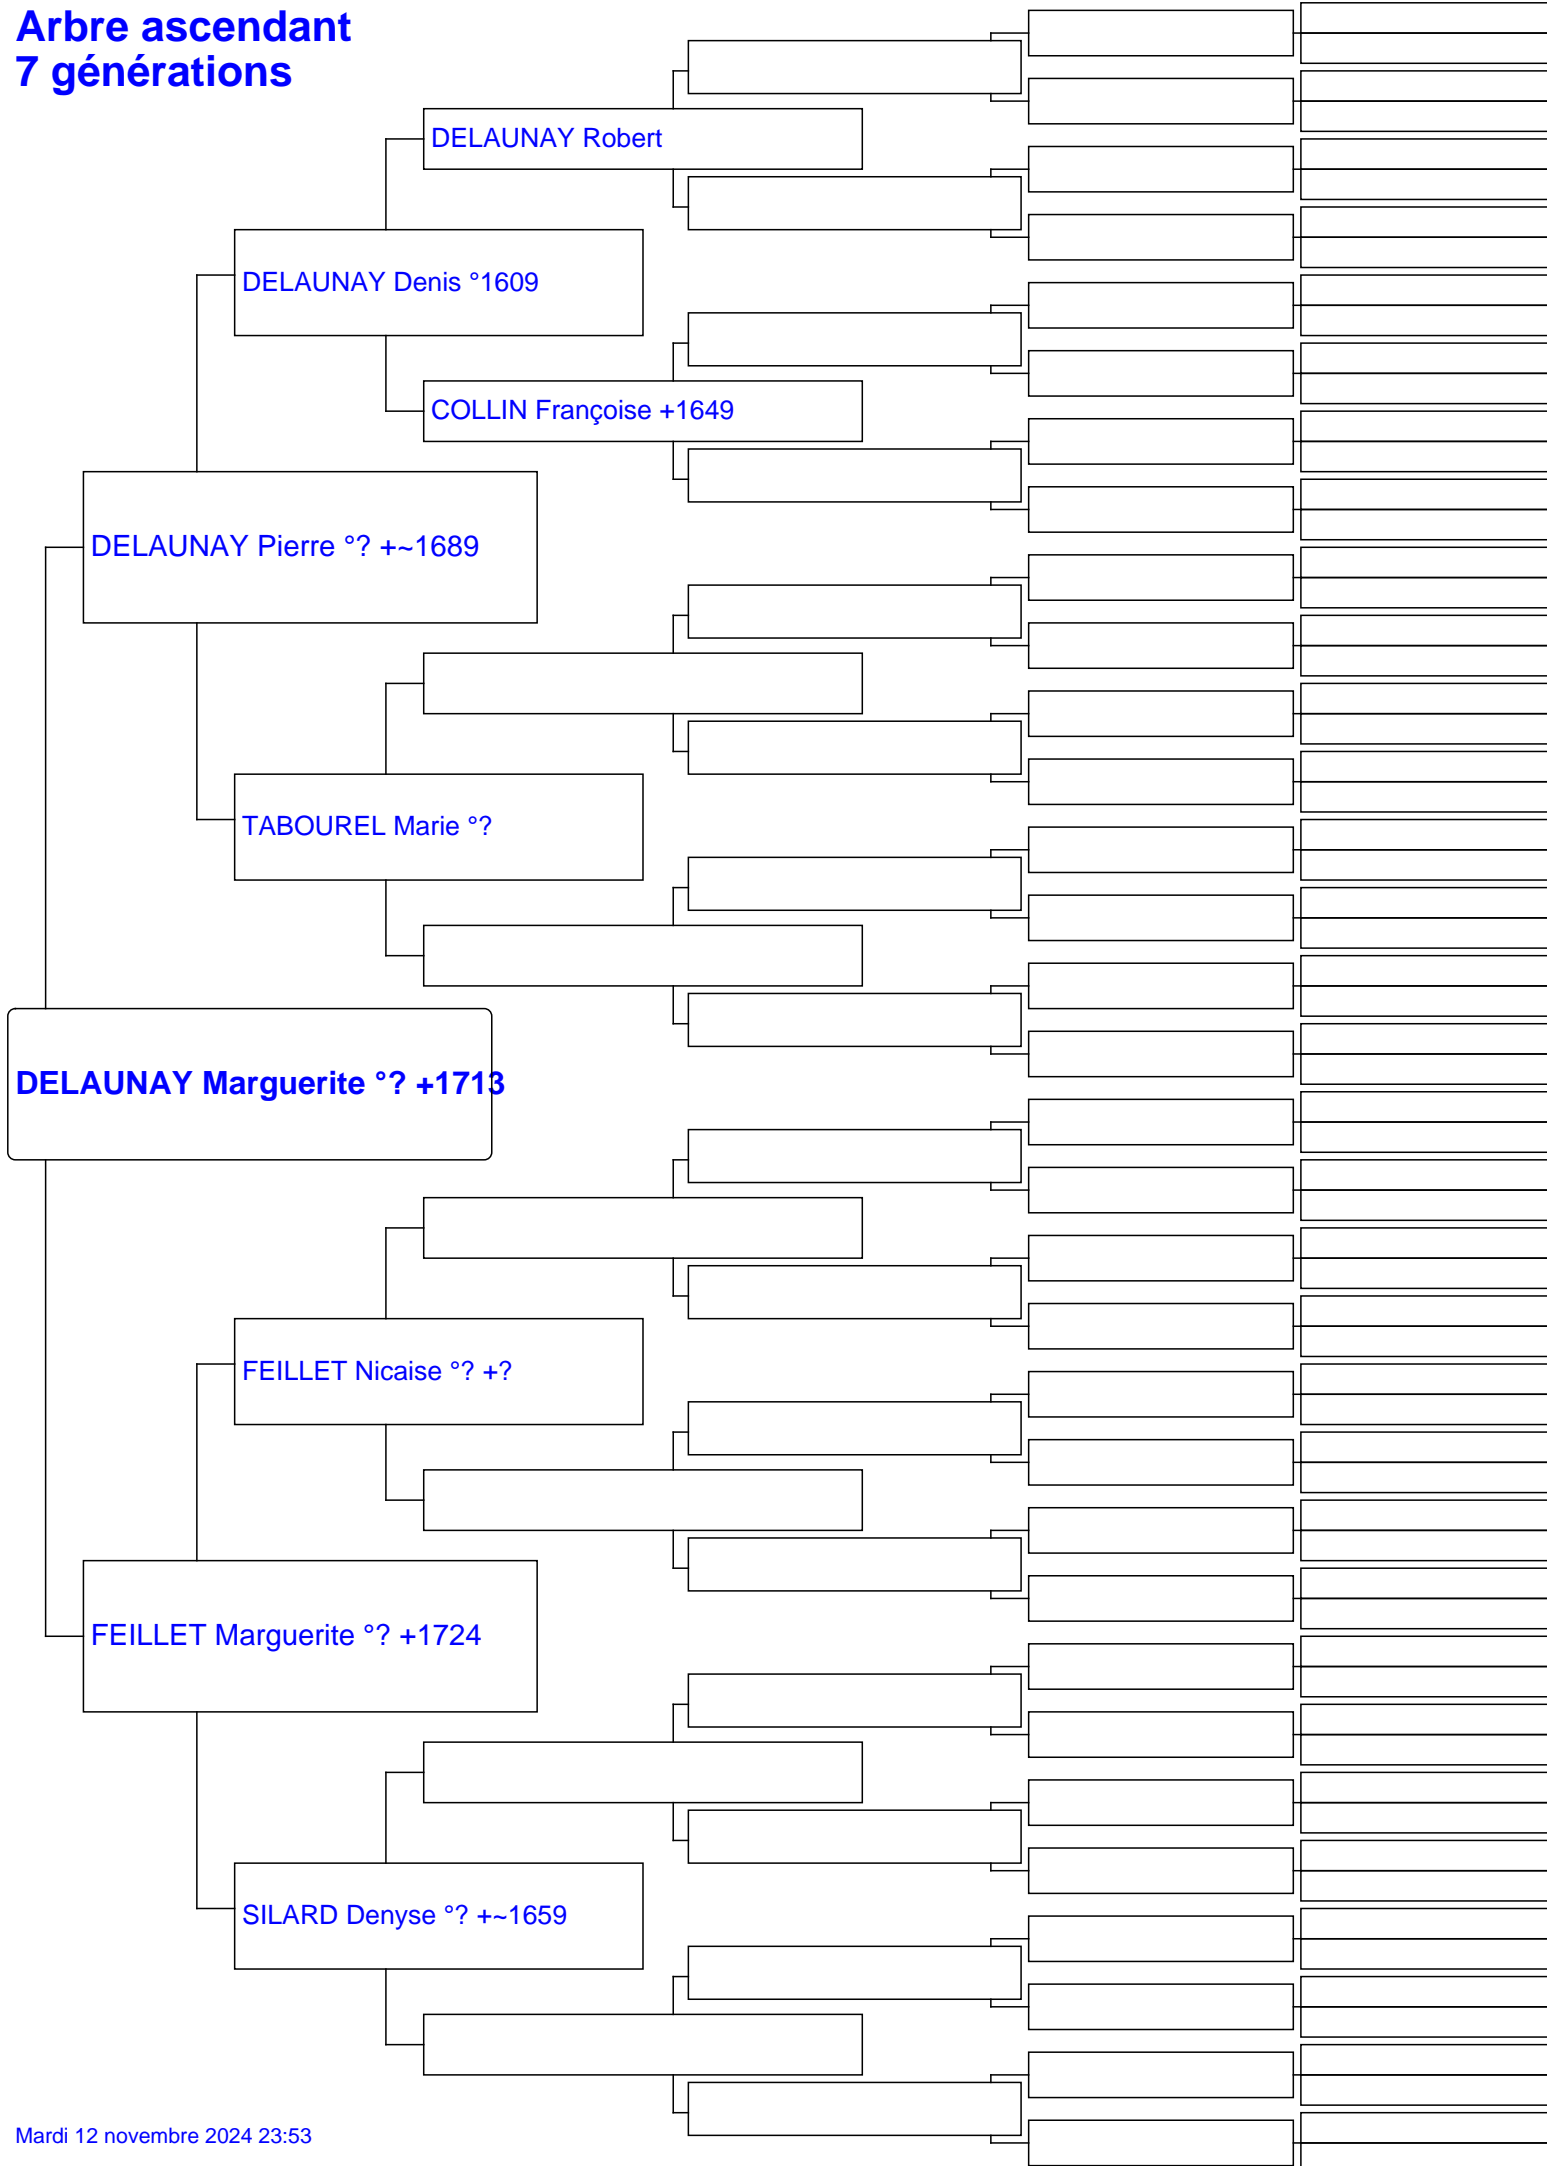 Arbre ascendant
7 générations
DELAUNAY Robert
DELAUNAY Denis °1609
COLLIN Françoise +1649
DELAUNAY Pierre °? +~1689
TABOUREL Marie °?
DELAUNAY Marguerite °? +1713
FEILLET Nicaise °? +?
FEILLET Marguerite °? +1724
SILARD Denyse °? +~1659
Mardi 12 novembre 2024 23:53